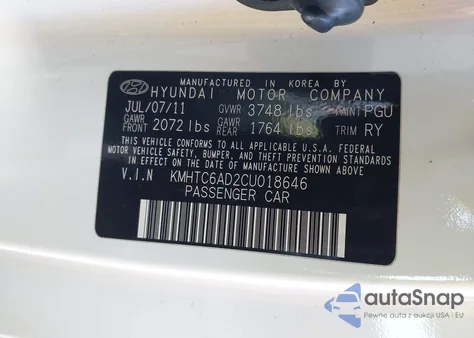 MANUFACTURED IN KOREA BY
HYUNDAI MOTOR COMPANY
JUL/07/11 GVWR 3748 lbs PAINT PGU
GAWR FRONT 2072 lbs GAWR REAR 1764 lbs TRIM RY
THIS VEHICLE CONFORMS TO ALL APPLICABLE FEDERAL MOTOR
VEHICLE SAFETY, BUMPER, AND THEFT PREVENTION STANDARDS IN
EFFECT ON THE DATE OF MANUFACTURE SHOWN ABOVE.
V.I.N KMHTC6AD2CU018646
PASSENGER CAR
autoSnap
Pewne auta z aukcji USA i EU